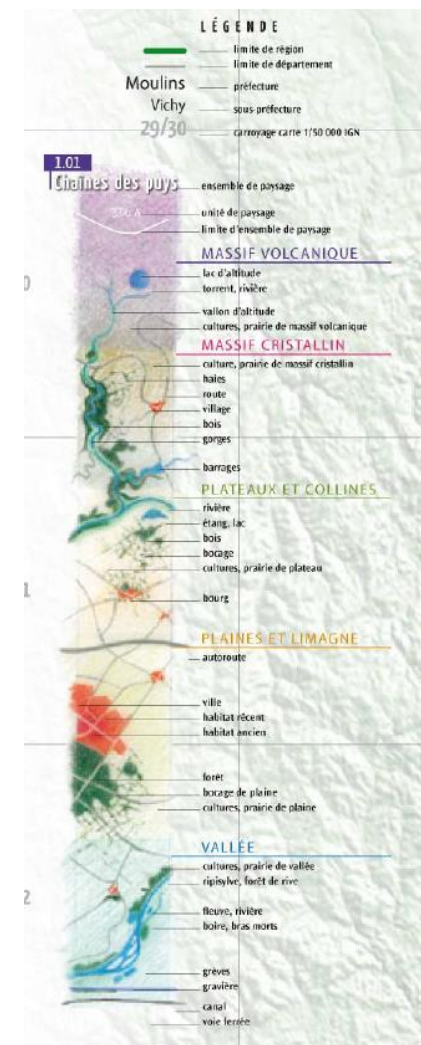 LÉGENDE
limite de région
limite de département
Moulins
préfecture
Vichy
sous-préfecture
29/30
carroyage carte 1/50 000 IGN
1.01
Chaînes des puys
ensemble de paysage
unité de paysage
limite d'ensemble de paysage
MASSIF VOLCANIQUE
0
lac d'altitude
torrent, rivière
vallon d'altitude
cultures, prairie de massif volcanique
MASSIF CRISTALLIN
culture, prairie de massif cristallin
haies
route
village
bois
gorges
barrages
PLATEAUX ET COLLINES
rivière
étang, lac
bois
bocage
cultures, prairie de plateau
1
bourg
PLAINES ET LIMAGNE
autoroute
ville
habitat récent
habitat ancien
forêt
bocage de plaine
cultures, prairie de plaine
VALLÉE
cultures, prairie de vallée
ripisylve, forêt de rive
2
fleuve, rivière
boire, bras morts
grèves
gravière
canal
voie ferrée